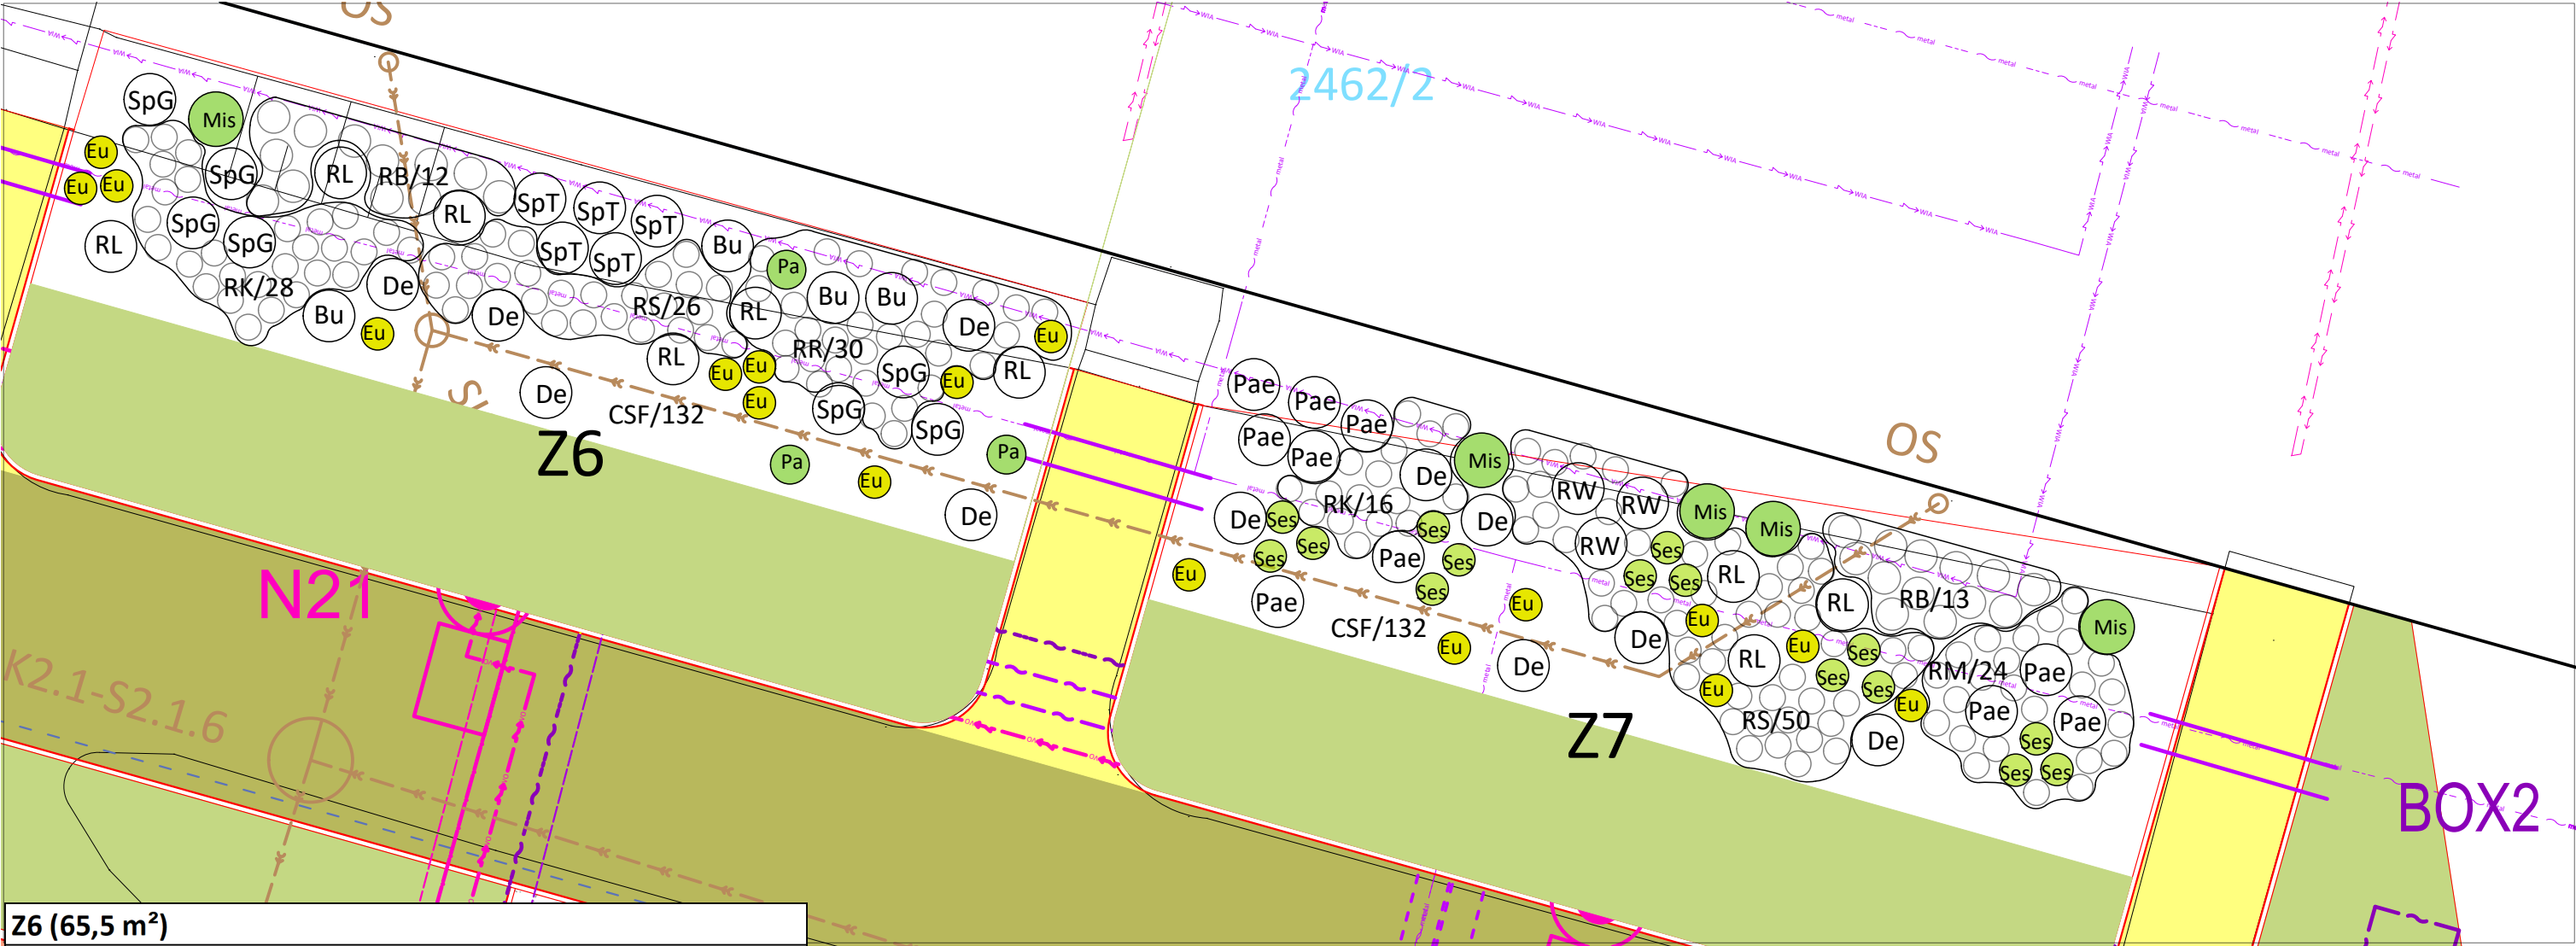 OS
2462/2
SpG
Mis
Eu
Eu
Eu
SpG
RL
RB/12
RL
SpT
SpT
SpT
SpT
SpT
RL
SpG
SpG
RK/28
De
Bu
Eu
De
RS/26
RL
Bu
Pa
Bu
Bu
RL
De
Eu
RR/30
RL
SpG
Eu
Eu
Eu
Eu
SpG
SpG
De
CSF/132
Z6
Pa
Eu
Pa
De
Pae
Pae
Pae
Pae
Pae
De
Mis
OS
RK/16
De
Ses
Ses
Ses
Ses
Ses
Ses
De
Pae
Pae
Eu
CSF/132
Eu
Eu
De
RW
RW
RW
Mis
Mis
Ses
Ses
Ses
RL
RL
RB/13
Mis
De
Eu
RL
Eu
Ses
Ses
Ses
Eu
Eu
RS/50
De
RM/24
Pae
Pae
Pae
Ses
Ses
Ses
Z7
N21
K2.1-S2.1.6
BOX2
Z6 (65,5 m²)